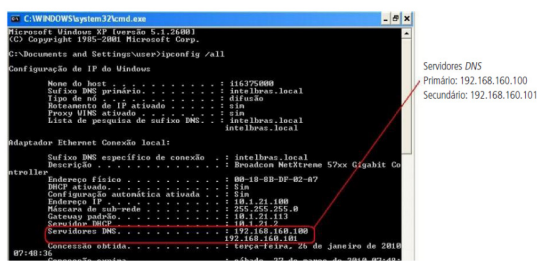 C:\WINDOWS\system32\cmd.exe
Microsoft Windows XP [versão 5.1.2600]
(C) Copyright 1985-2001 Microsoft Corp.
C:\Documents and Settings\user>ipconfig /all
Configuração de IP do Windows
Nome do host . . . . . . . . . . . : i16375000
Sufixo DNS primário. . . . . . . . : intelbras.local
Tipo de nó . . . . . . . . . . . . : difusão
Roteamento de IP ativado . . . . . : sim
Proxy WINS ativado . . . . . . . . : sim
Lista de pesquisa de sufixo DNS. . : intelbras.local
intelbras.local
Adaptador Ethernet Conexão local:
Sufixo DNS específico de conexão . : intelbras.local
Descrição . . . . . . . . . . . . : Broadcom NetXtreme 57xx Gigabit Co
ntroller
Endereço físico . . . . . . . . . : 00-18-8B-DF-02-A7
DHCP ativado. . . . . . . . . . . : Sim
Configuração automática ativada . . : Sim
Endereço IP . . . . . . . . . . . : 10.1.21.100
Máscara de sub-rede . . . . . . . : 255.255.255.0
Gateway padrão. . . . . . . . . . : 10.1.21.113
Servidor DHCP . . . . . . . . . . : 10.1.21.2
Servidores DNS. . . . . . . . . . : 192.168.160.100
192.168.160.101
Concessão obtida. . . . . . . . . : terça-feira, 26 de janeiro de 2010
07:48:36
Servidores DNS
Primário: 192.168.160.100
Secundário: 192.168.160.101